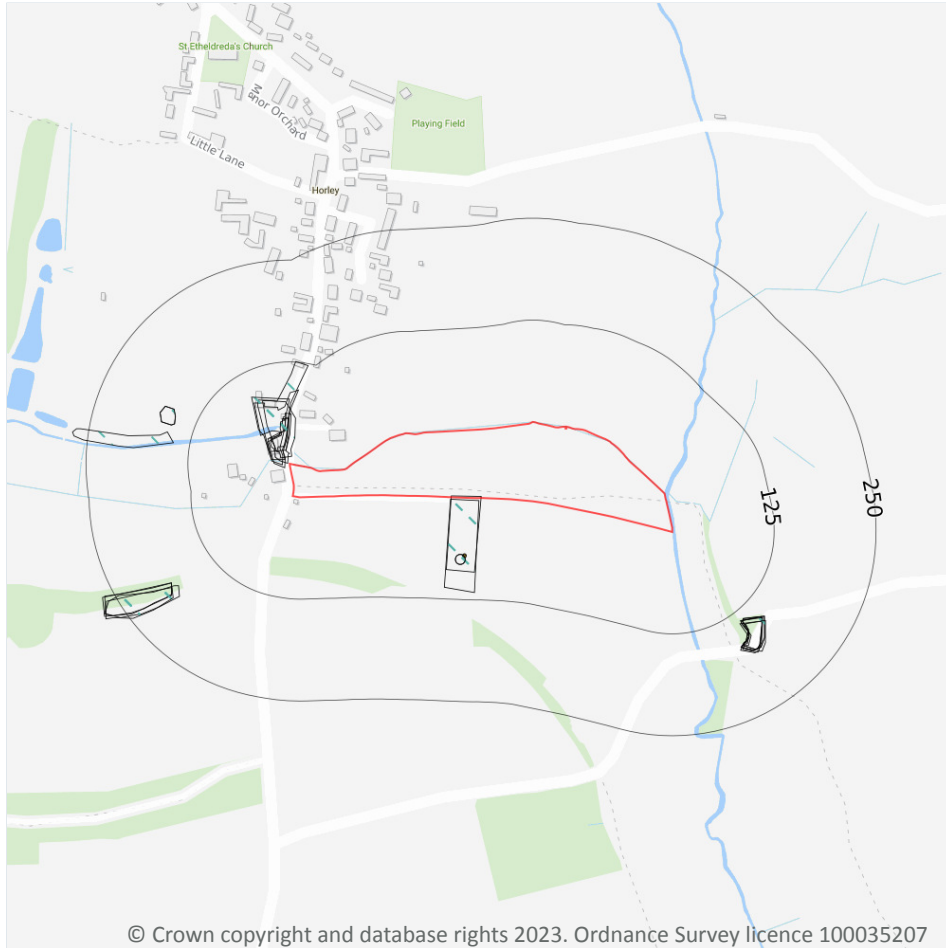 St Etheldreda's Church
Manor Orchard
Playing Field
Little Lane
Horley
125
250
© Crown copyright and database rights 2023. Ordnance Survey licence 100035207